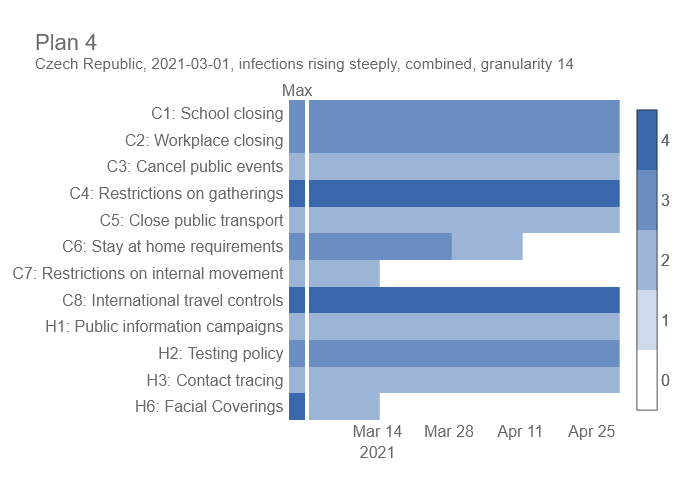 Plan 4
Czech Republic, 2021-03-01, infections rising steeply, combined, granularity 14
Max
C1: School closing
C2: Workplace closing
C3: Cancel public events
C4: Restrictions on gatherings
C5: Close public transport
C6: Stay at home requirements
C7: Restrictions on internal movement
C8: International travel controls
H1: Public information campaigns
H2: Testing policy
H3: Contact tracing
H6: Facial Coverings
Mar 14 Mar 28 Apr 11 Apr 25
2021
4
3
2
1
0